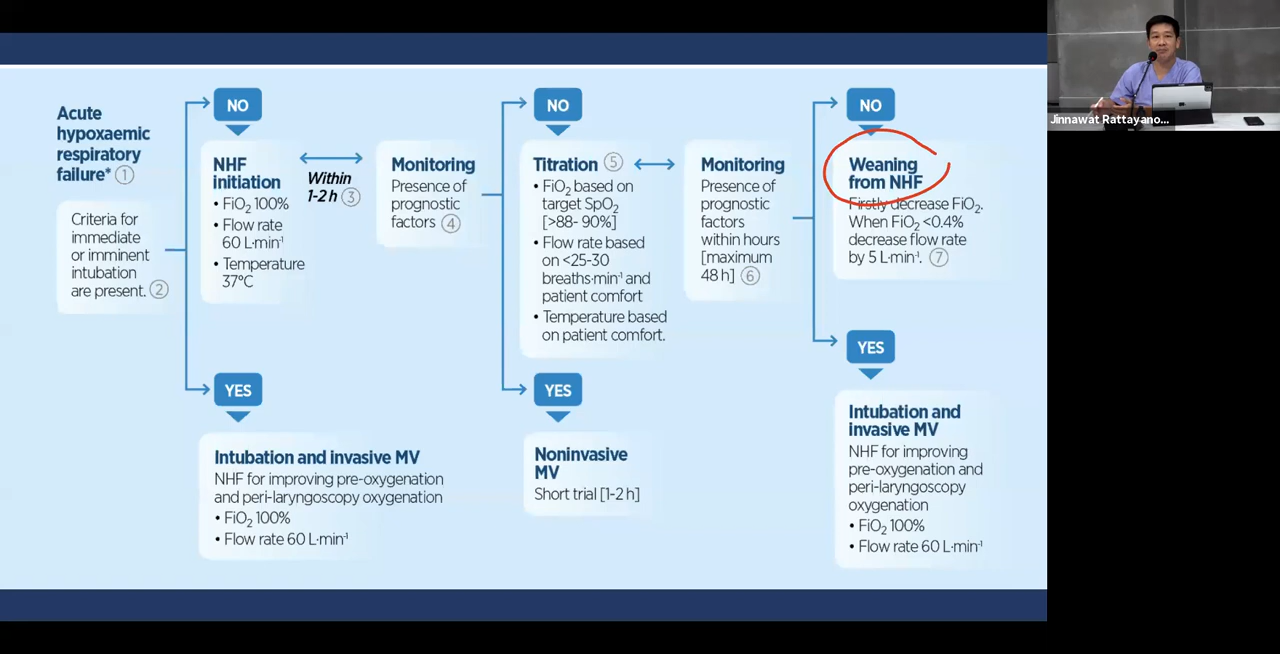 Acute
hypoxaemic
respiratory
failure* ①
Criteria for
immediate
or imminent
intubation
are present. ②
NO
NHF
initiation
• FiO₂ 100%
• Flow rate
60 L·min⁻¹
• Temperature
37°C
YES
Intubation and invasive MV
NHF for improving pre-oxygenation
and peri-laryngoscopy oxygenation
• FiO₂ 100%
• Flow rate 60 L·min⁻¹
Within
1-2 h ③
Monitoring
Presence of
prognostic
factors ④
NO
Titration ⑤
• FiO₂ based on
target SpO₂
[>88- 90%]
• Flow rate based
on <25-30
breaths·min⁻¹ and
patient comfort
• Temperature based
on patient comfort.
YES
Noninvasive
MV
Short trial [1-2 h]
Monitoring
Presence of
prognostic
factors
within hours
[maximum
48 h] ⑥
NO
Weaning
from NHF
Firstly decrease FiO₂.
When FiO₂ <0.4%
decrease flow rate
by 5 L·min⁻¹. ⑦
YES
Intubation and
invasive MV
NHF for improving
pre-oxygenation and
peri-laryngoscopy
oxygenation
• FiO₂ 100%
• Flow rate 60 L·min⁻¹
Jinnawat Rattayano...